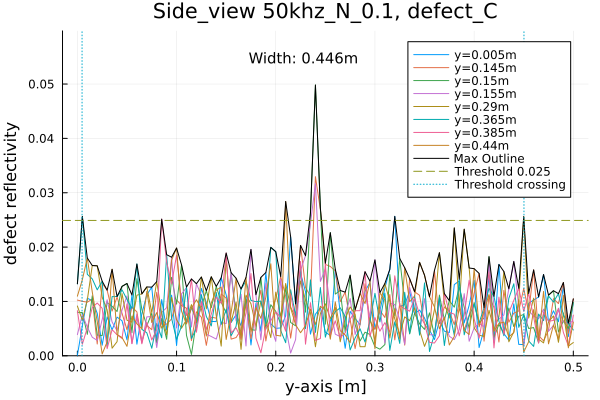 Side_view 50khz_N_0.1, defect_C
Width: 0.446m
y=0.005m
y=0.145m
y=0.15m
y=0.155m
y=0.29m
y=0.365m
y=0.385m
y=0.44m
Max Outline
Threshold 0.025
Threshold crossing
defect reflectivity
0.05
0.04
0.03
0.02
0.01
0.00
0.0
0.1
0.2
0.3
0.4
0.5
y-axis [m]